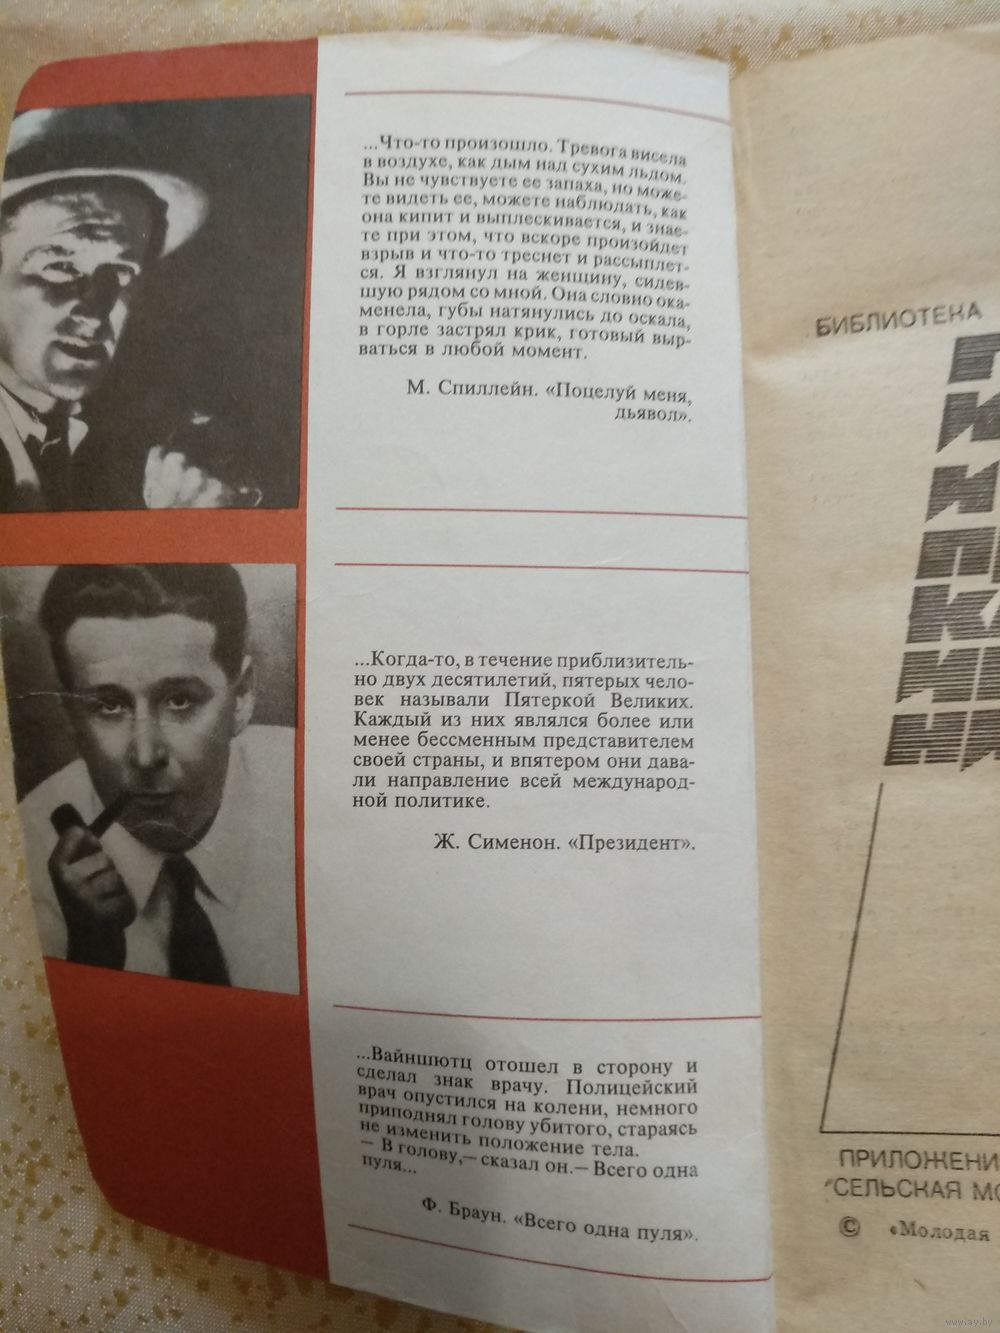 ...Что-то произошло. Тревога висела
в воздухе, как дым над сухим льдом.
Вы не чувствуете ее запаха, но може-
те видеть ее, можете наблюдать, как
она кипит и выплескивается, и знае-
те при этом, что вскоре произойдет
взрыв и что-то треснет и рассыплет-
ся. Я взглянул на женщину, сидев-
шую рядом со мной. Она словно ока-
менела, губы натянулись до оскала,
в горле застрял крик, готовый выр-
ваться в любой момент.
М. Спиллейн. «Поцелуй меня,
дьявол».
...Когда-то, в течение приблизитель-
но двух десятилетий, пятерых чело-
век называли Пятеркой Великих.
Каждый из них являлся более или
менее бессменным представителем
своей страны, и впятером они дава-
ли направление всей международ-
ной политике.
Ж. Сименон. «Президент».
...Вайншютц отошел в сторону и
сделал знак врачу. Полицейский
врач опустился на колени, немного
приподнял голову убитого, стараясь
не изменить положение тела.
— В голову,— сказал он.— Всего одна
пуля...
Ф. Браун. «Всего одна пуля».
БИБЛИОТЕКА
ПРИЛОЖЕНИ
"СЕЛЬСКАЯ МО
© «Молодая
www.ay.by